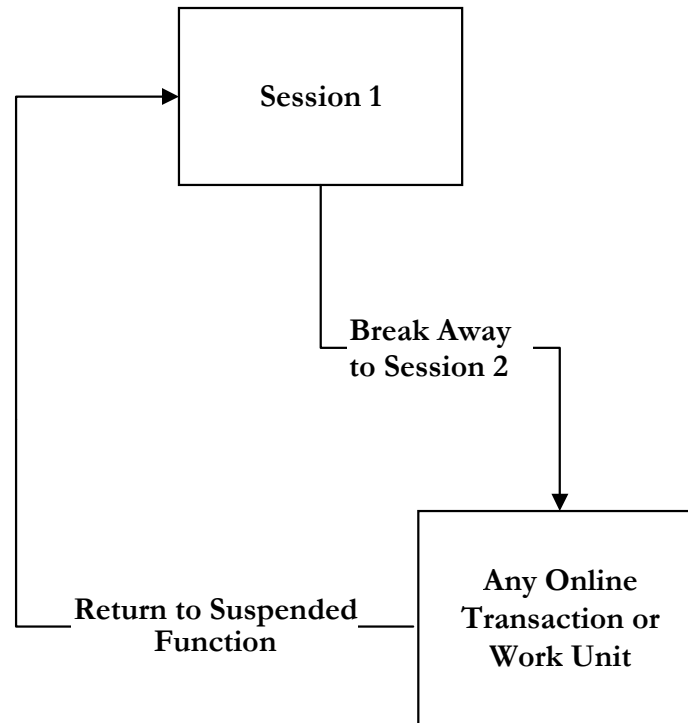 Session 1
Break Away
to Session 2
Any Online
Transaction or
Work Unit
Return to Suspended
Function